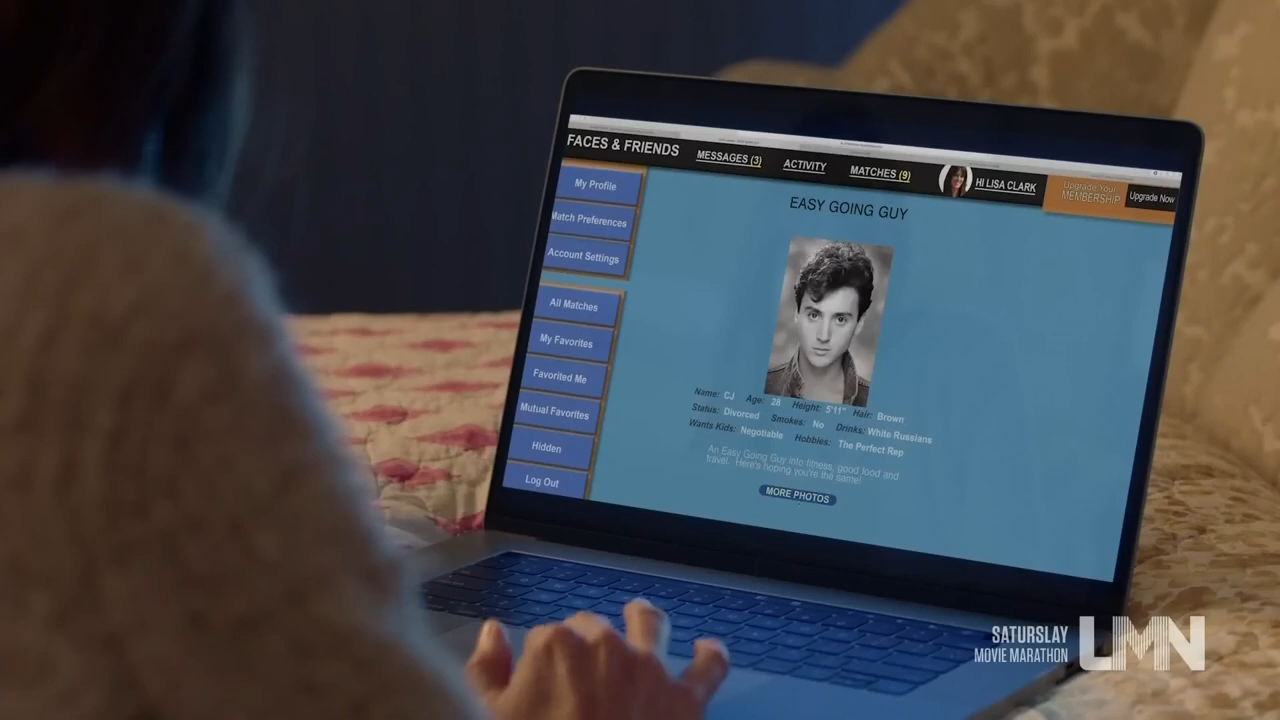 FACES & FRIENDS
MESSAGES (3)
ACTIVITY
MATCHES (9)
HI LISA CLARK
Upgrade Your
MEMBERSHIP
Upgrade Now
My Profile
Match Preferences
Account Settings
All Matches
My Favorites
Favorited Me
Mutual Favorites
Hidden
Log Out
EASY GOING GUY
Name: CJ Age: 28 Height: 5'11" Hair: Brown
Status: Divorced Smokes: No Drinks: White Russians
Wants Kids: Negotiable Hobbies: The Perfect Rep
An Easy Going Guy into fitness, good food and
travel. Here's hoping you're the same!
MORE PHOTOS
SATURSLAY
MOVIE MARATHON
LMN